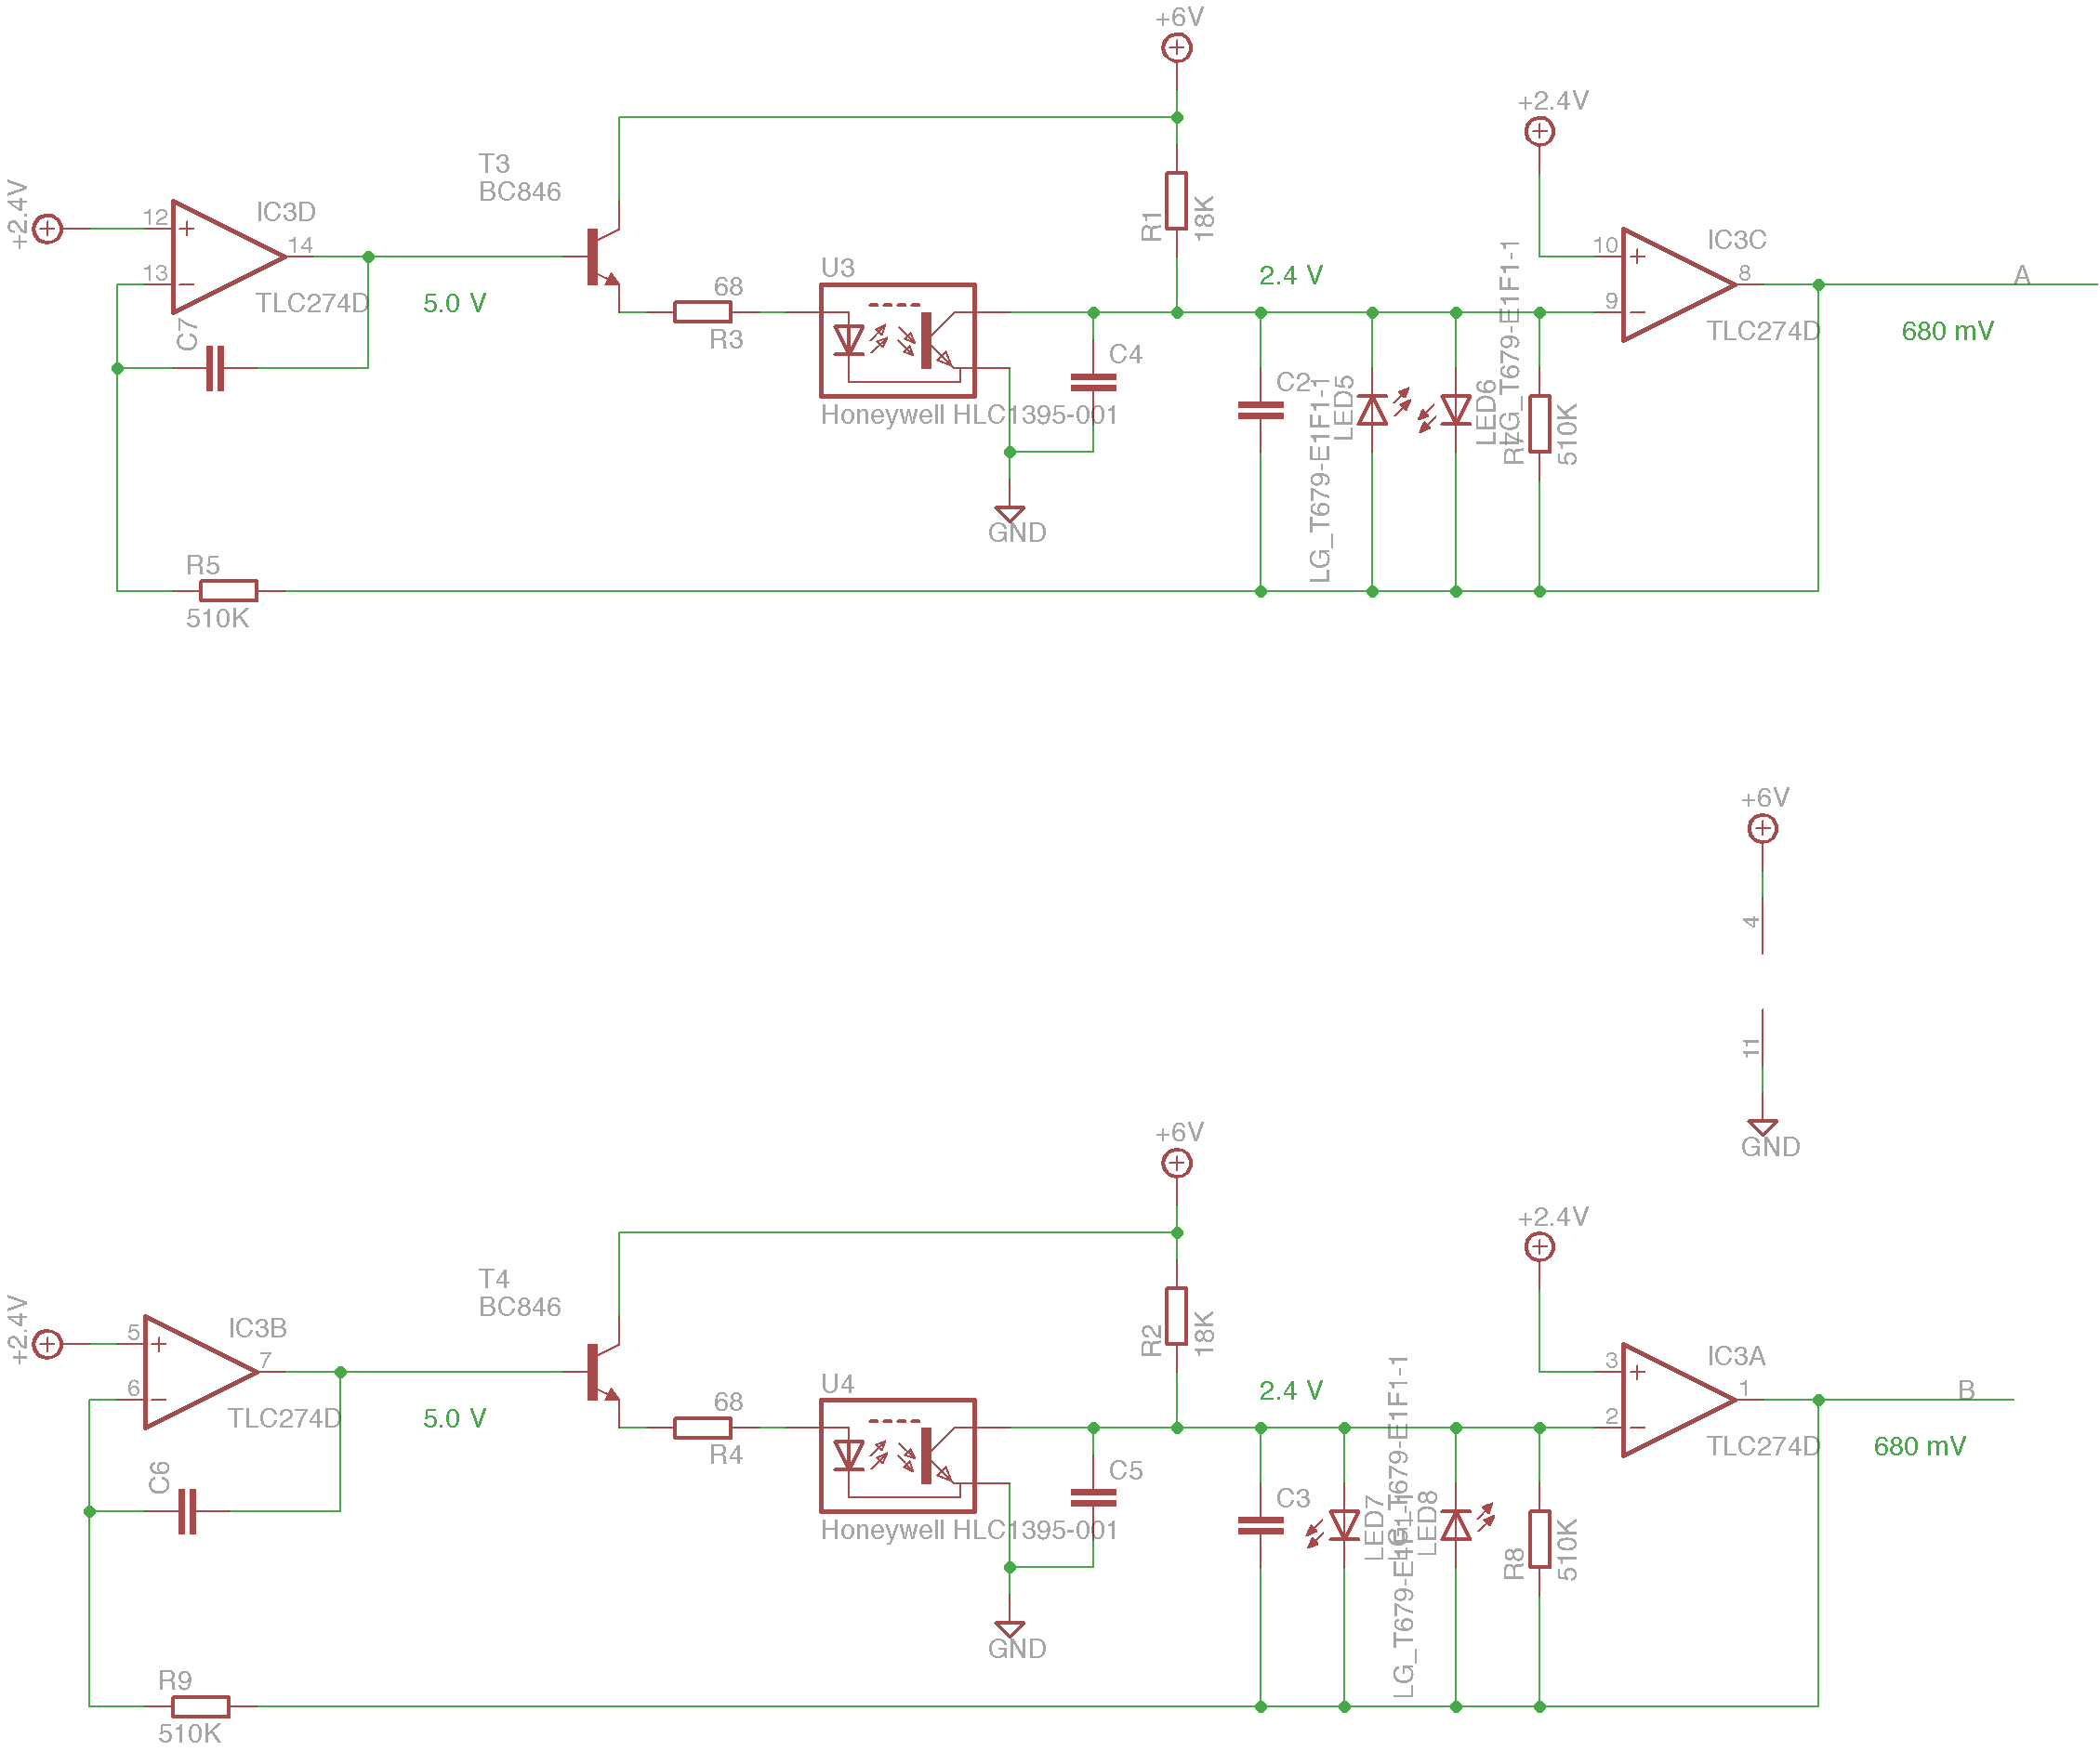 +6V
+2.4V
T3
BC846
+2.4V
12
IC3D
14
13
TLC274D
C7
5.0 V
68
R3
U3
Honeywell HLC1395-001
R1
18K
C4
2.4 V
GND
C2
LG_T679-E1F1-1
LED5
LED6
LG_T679-E1F1-1
R7
510K
10
IC3C
8
9
TLC274D
A
680 mV
R5
510K
+6V
4
11
GND
+6V
+2.4V
T4
BC846
+2.4V
5
IC3B
7
6
TLC274D
C6
5.0 V
68
R4
U4
Honeywell HLC1395-001
R2
18K
C5
2.4 V
GND
C3
LED7
LG_T679-E1F1-1
LG_T679-E1F1-1
LED8
R8
510K
3
IC3A
1
2
TLC274D
B
680 mV
R9
510K